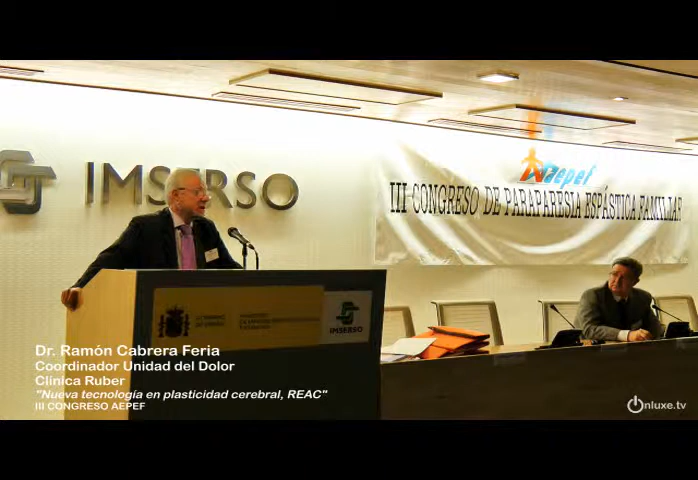 aepef
IMSERSO
III CONGRESO DE PARAPARESIA ESPÁSTICA FAMILIAR
IMSERSO
Dr. Ramón Cabrera Feria
Coordinador Unidad del Dolor
Clínica Ruber
"Nueva tecnología en plasticidad cerebral, REAC"
III CONGRESO AEPEF
Onluxe.tv